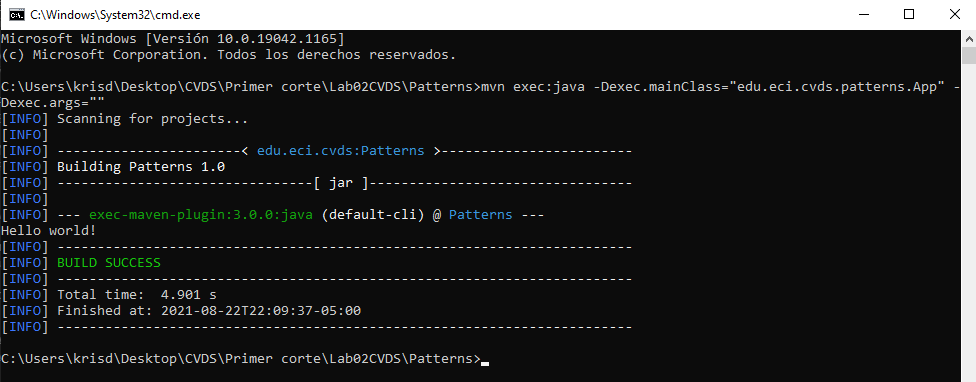 C:\Windows\System32\cmd.exe
Microsoft Windows [Versión 10.0.19042.1165]
(c) Microsoft Corporation. Todos los derechos reservados.
C:\Users\krisd\Desktop\CVDS\Primer corte\Lab02CVDS\Patterns>mvn exec:java -Dexec.mainClass="edu.eci.cvds.patterns.App" -
Dexec.args=""
[INFO] Scanning for projects...
[INFO]
[INFO] -----------------------< edu.eci.cvds:Patterns >------------------------
[INFO] Building Patterns 1.0
[INFO] --------------------------------[ jar ]---------------------------------
[INFO]
[INFO] --- exec-maven-plugin:3.0.0:java (default-cli) @ Patterns ---
Hello world!
[INFO] ------------------------------------------------------------------------
[INFO] BUILD SUCCESS
[INFO] ------------------------------------------------------------------------
[INFO] Total time:  4.901 s
[INFO] Finished at: 2021-08-22T22:09:37-05:00
[INFO] ------------------------------------------------------------------------
C:\Users\krisd\Desktop\CVDS\Primer corte\Lab02CVDS\Patterns>